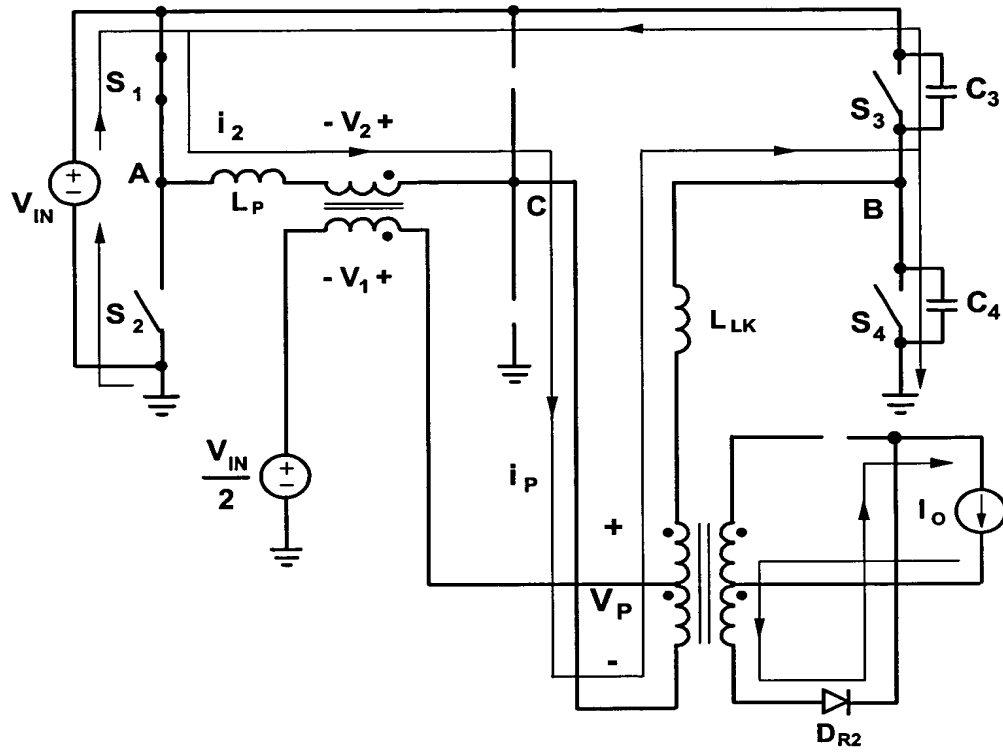 S1
C3
S3
i2
- V2 +
A
VIN
+
-
LP
C
B
- V1 +
S2
LLK
S4
C4
VIN
2
+
-
iP
+
VP
-
IO
DR2